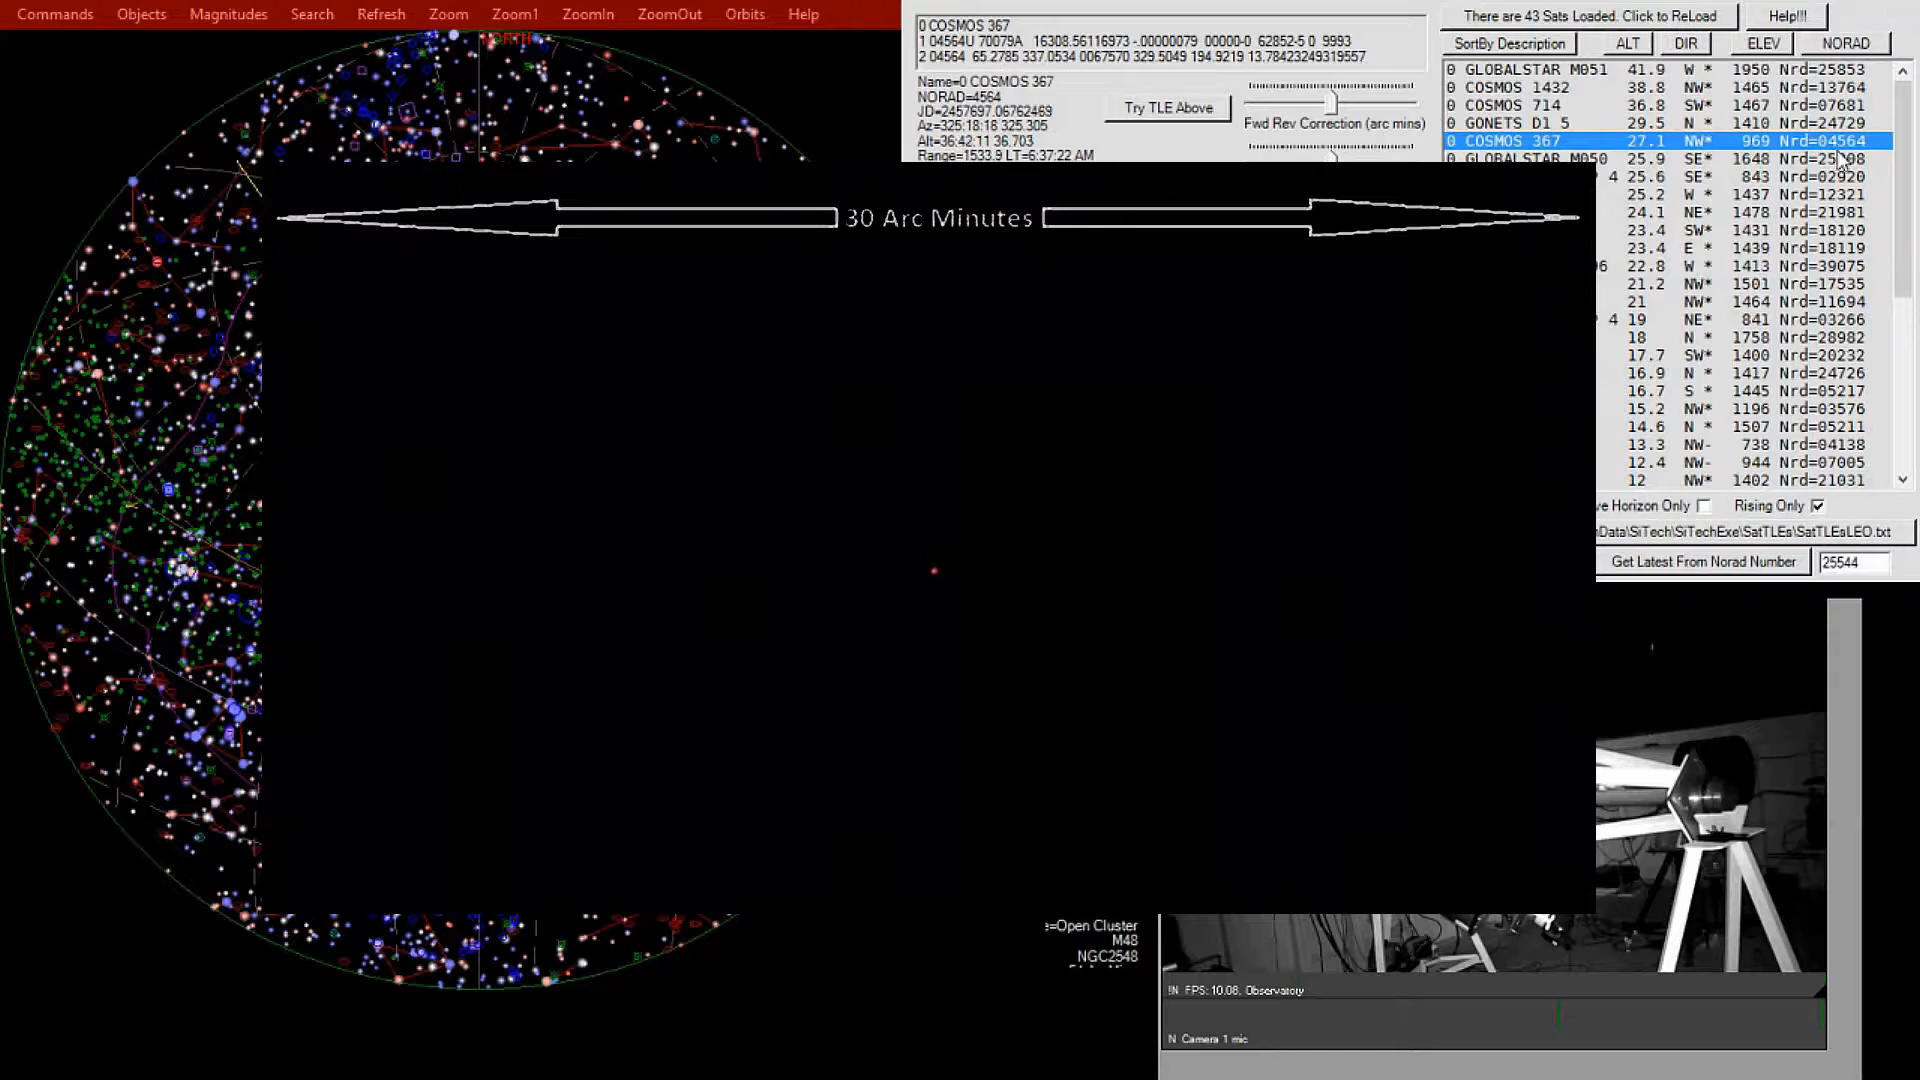 Commands Objects Magnitudes Search Refresh Zoom Zoom1 ZoomIn ZoomOut Orbits Help
NORTH
0 COSMOS 367
1 04564U 70079A 16308.56116973 -.00000079 00000-0 62852-5 0 9993
2 04564 65.2785 337.0534 0067570 329.5049 194.9219 13.78423249319557
Name=0 COSMOS 367
NORAD=4564
JD=2457697.06762469
Az=325:18:18 325.305
Alt=36:42:11 36.703
Range=1533.9 LT=6:37:22 AM
Try TLE Above
Fwd Rev Correction (arc mins)
There are 43 Sats Loaded. Click to ReLoad Help!!!
SortBy Description ALT DIR ELEV NORAD
0 GLOBALSTAR M051 41.9 W * 1950 Nrd=25853
0 COSMOS 1432 38.8 NW* 1465 Nrd=13764
0 COSMOS 714 36.8 SW* 1467 Nrd=07681
0 GONETS D1 5 29.5 N * 1410 Nrd=24729
0 COSMOS 367 27.1 NW* 969 Nrd=04564
0 GLOBALSTAR M050 25.9 SE* 1648
4 25.6 SE* 843 Nrd=02920
25.2 W * 1437 Nrd=12321
24.1 NE* 1478 Nrd=21981
23.4 SW* 1431 Nrd=18120
23.4 E * 1439 Nrd=18119
6 22.8 W * 1413 Nrd=39075
21.2 NW* 1501 Nrd=17535
21 NW* 1464 Nrd=11694
4 19 NE* 841 Nrd=03266
18 N * 1758 Nrd=28982
17.7 SW* 1400 Nrd=20232
16.9 N * 1417 Nrd=24726
16.7 S * 1445 Nrd=05217
15.2 NW* 1196 Nrd=03576
14.6 N * 1507 Nrd=05211
13.3 NW- 738 Nrd=04138
12.4 NW- 944 Nrd=07005
12 NW* 1402 Nrd=21031
ve Horizon Only Rising Only
Data\SiTech\SiTechExe\SatTLEs\SatTLEsLEO.txt
Get Latest From Norad Number 25544
30 Arc Minutes
=Open Cluster
M48
NGC2548
!N FPS: 10.08, Observatory
N Camera 1 mic